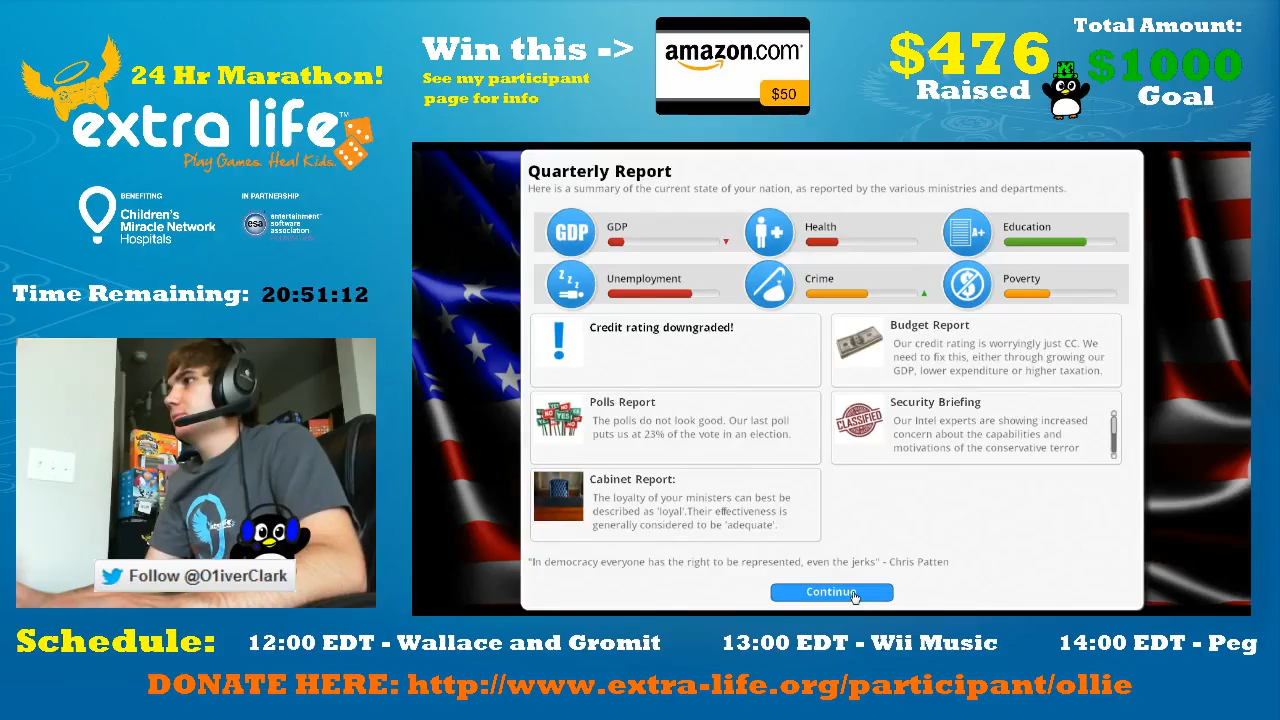 24 Hr Marathon!
extra life™
Play Games. Heal Kids.
BENEFITING
Children's
Miracle Network
Hospitals
IN PARTNERSHIP
esa
entertainment
software
association
Time Remaining: 20:51:12
Follow @O1iverClark
Win this ->
See my participant
page for info
amazon.com
$50
$476
Raised
Total Amount:
$1000
Goal
Quarterly Report
Here is a summary of the current state of your nation, as reported by the various ministries and departments.
GDP
GDP
Health
A+
Education
Z Z Z
Unemployment
Crime
Poverty
Credit rating downgraded!
Budget Report
Our credit rating is worryingly just CC. We
need to fix this, either through growing our
GDP, lower expenditure or higher taxation.
NO YES NO
Polls Report
The polls do not look good. Our last poll
puts us at 23% of the vote in an election.
CLASSIFIED
Security Briefing
Our Intel experts are showing increased
concern about the capabilities and
motivations of the conservative terror
Cabinet Report:
The loyalty of your ministers can best be
described as 'loyal'.Their effectiveness is
generally considered to be 'adequate'.
"In democracy everyone has the right to be represented, even the jerks" - Chris Patten
Continue
Schedule: 12:00 EDT - Wallace and Gromit 13:00 EDT - Wii Music 14:00 EDT - Peg
DONATE HERE: http://www.extra-life.org/participant/ollie